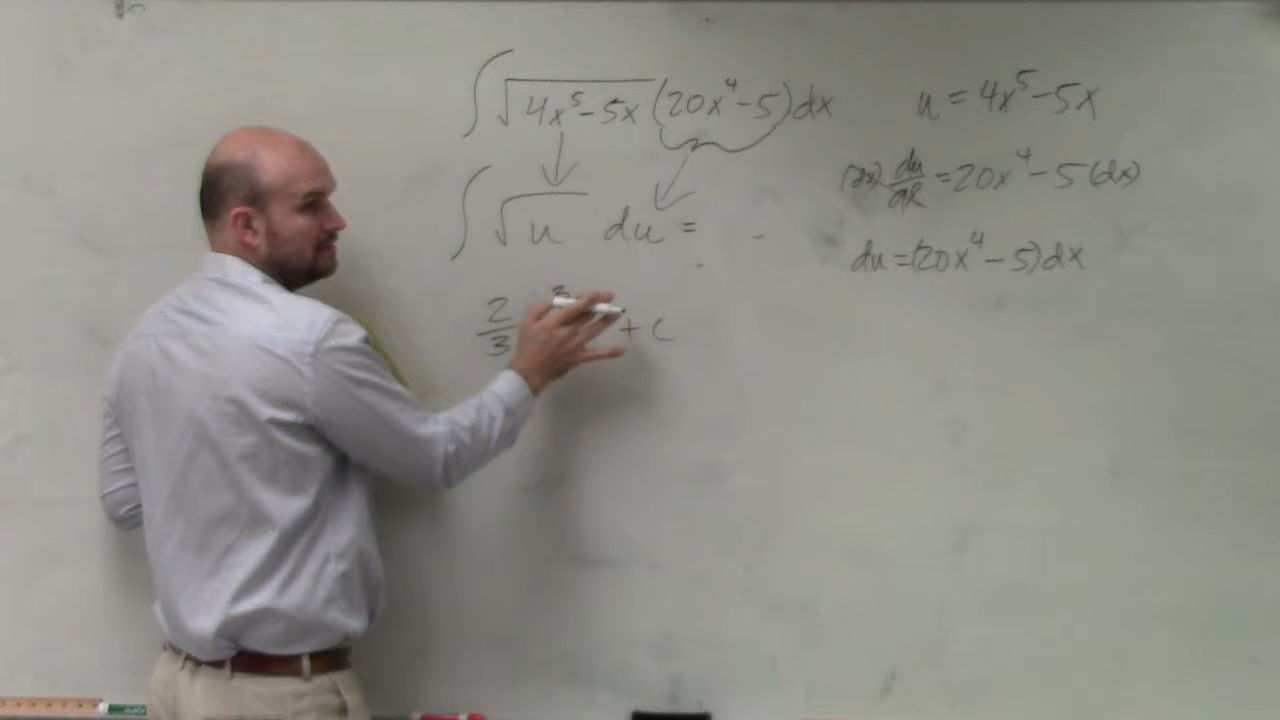 ∫√(4x⁵-5x) (20x⁴-5)dx
u = 4x⁵-5x
(dx) du/dx = 20x⁴-5 (dx)
∫√u du =
du = (20x⁴-5)dx
2/3 + c